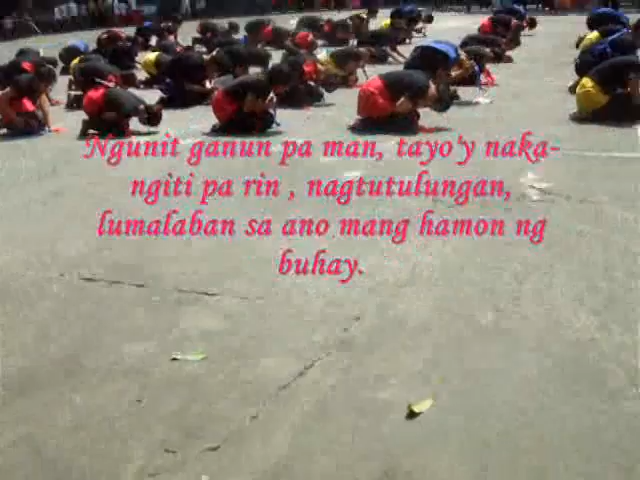 Ngunit ganun pa man, tayo'y naka-
ngiti pa rin , nagtutulungan,
lumalaban sa ano mang hamon ng
buhay.